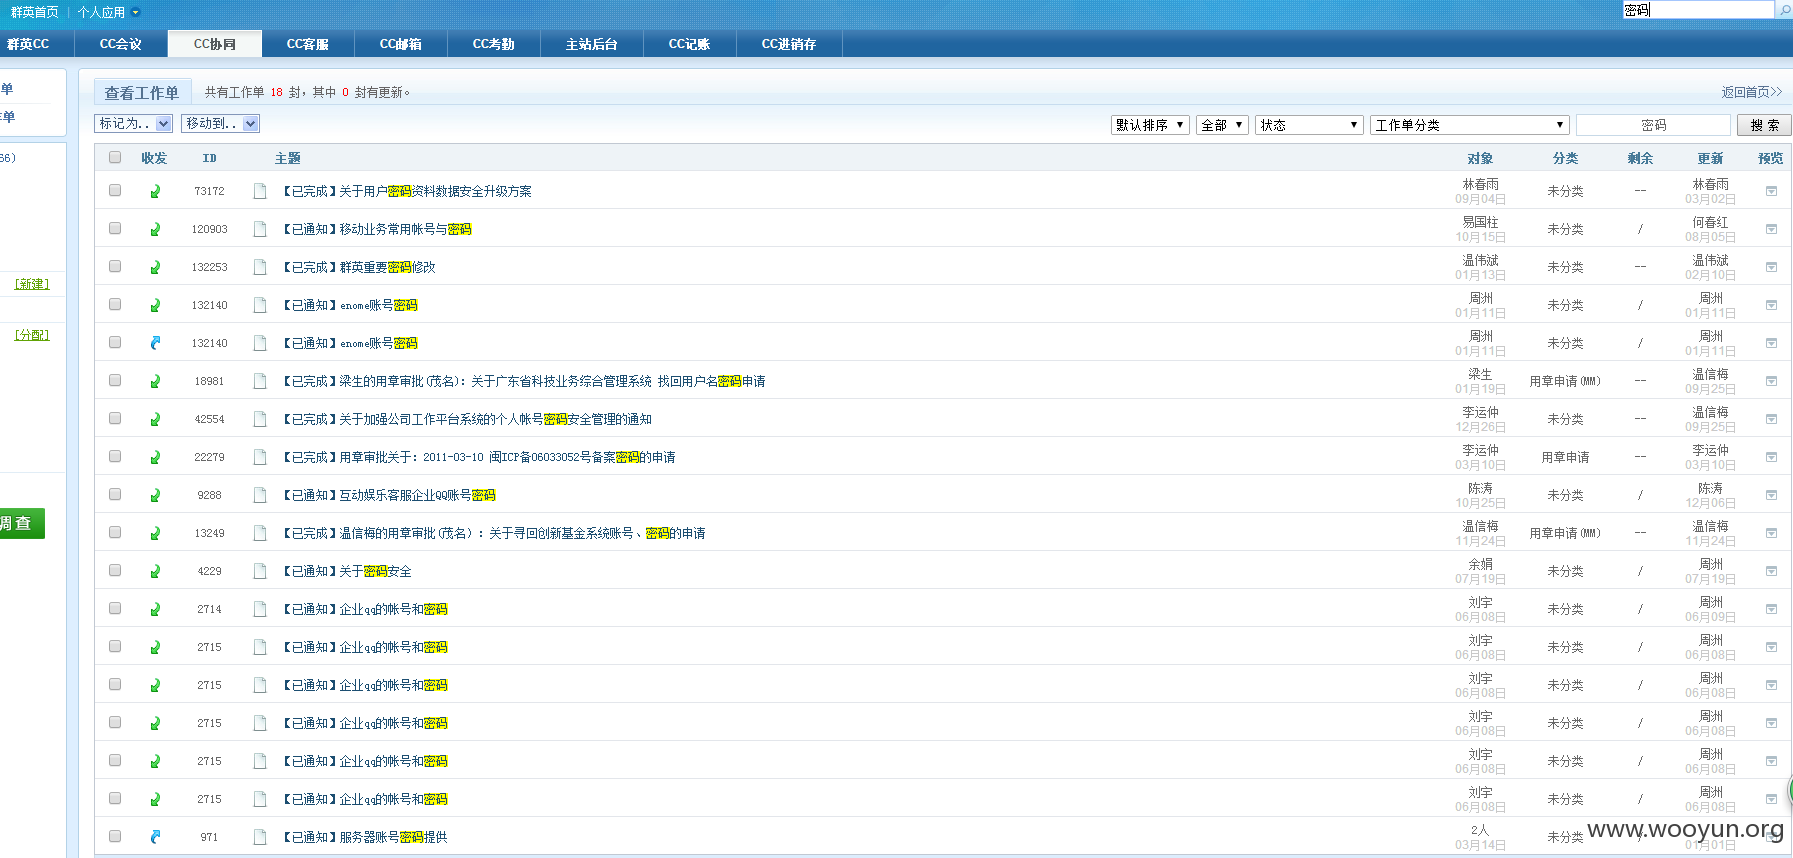 群英首页 个人应用 密码
群英CC CC会议 CC协同 CC客服 CC邮箱 CC考勤 主站后台 CC记账 CC进销存
单
单
66)
[新建]
[分配]
调查
查看工作单 共有工作单 18 封，其中 0 封有更新。 返回首页>>
标记为.. 移动到.. 默认排序 全部 状态 工作单分类 密码 搜 索
收发 ID 主题 对象 分类 剩余 更新 预览
73172 【已完成】关于用户密码资料数据安全升级方案 林春雨 09月04日 未分类 -- 林春雨 03月02日
120903 【已通知】移动业务常用帐号与密码 易国柱 10月15日 未分类 / 何春红 08月05日
132253 【已完成】群英重要密码修改 温伟斌 01月13日 未分类 -- 温伟斌 02月10日
132140 【已通知】enome账号密码 周洲 01月11日 未分类 / 周洲 01月11日
132140 【已通知】enome账号密码 周洲 01月11日 未分类 / 周洲 01月11日
18981 【已完成】梁生的用章审批(茂名)：关于广东省科技业务综合管理系统 找回用户名密码申请 梁生 01月19日 用章申请(MM) -- 温信梅 09月25日
42554 【已完成】关于加强公司工作平台系统的个人帐号密码安全管理的通知 李运仲 12月26日 未分类 -- 温信梅 09月25日
22279 【已完成】用章审批关于：2011-03-10 闽ICP备06033052号备案密码的申请 李运仲 03月10日 用章申请 -- 李运仲 03月10日
9288 【已通知】互动娱乐客服企业QQ账号密码 陈涛 10月25日 未分类 / 陈涛 12月06日
13249 【已完成】温信梅的用章审批(茂名)：关于寻回创新基金系统账号、密码的申请 温信梅 11月24日 用章申请(MM) -- 温信梅 11月24日
4229 【已通知】关于密码安全 余娟 07月19日 未分类 / 周洲 07月19日
2714 【已通知】企业qq的帐号和密码 刘宇 06月08日 未分类 / 周洲 06月09日
2715 【已通知】企业qq的帐号和密码 刘宇 06月08日 未分类 / 周洲 06月08日
2715 【已通知】企业qq的帐号和密码 刘宇 06月08日 未分类 / 周洲 06月08日
2715 【已通知】企业qq的帐号和密码 刘宇 06月08日 未分类 / 周洲 06月08日
2715 【已通知】企业qq的帐号和密码 刘宇 06月08日 未分类 / 周洲 06月08日
2715 【已通知】企业qq的帐号和密码 刘宇 06月08日 未分类 / 周洲 06月08日
971 【已通知】服务器账号密码提供 2人 03月14日 未分类 01月01日
www.wooyun.org